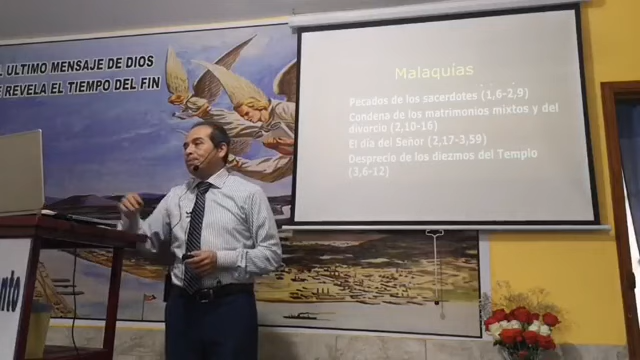 L ULTIMO MENSAJE DE DIOS
E REVELA EL TIEMPO DEL FIN
Malaquías
Pecados de los sacerdotes (1,6-2,9)
Condena de los matrimonios mixtos y del
divorcio (2,10-16)
El día del Señor (2,17-3,59)
Desprecio de los diezmos del Templo
(3,6-12)
nto